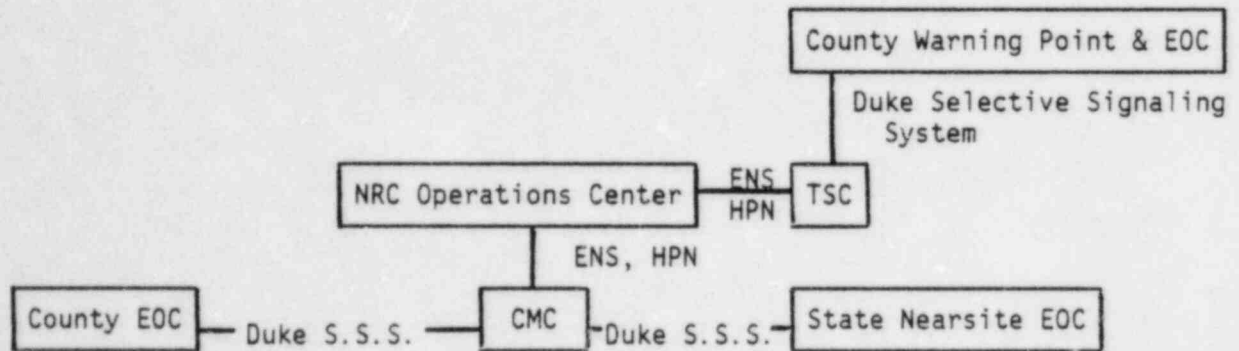 County Warning Point & EOC
Duke Selective Signaling
System
NRC Operations Center
ENS
HPN
TSC
ENS, HPN
County EOC
Duke S.S.S.
CMC
Duke S.S.S.
State Nearsite EOC